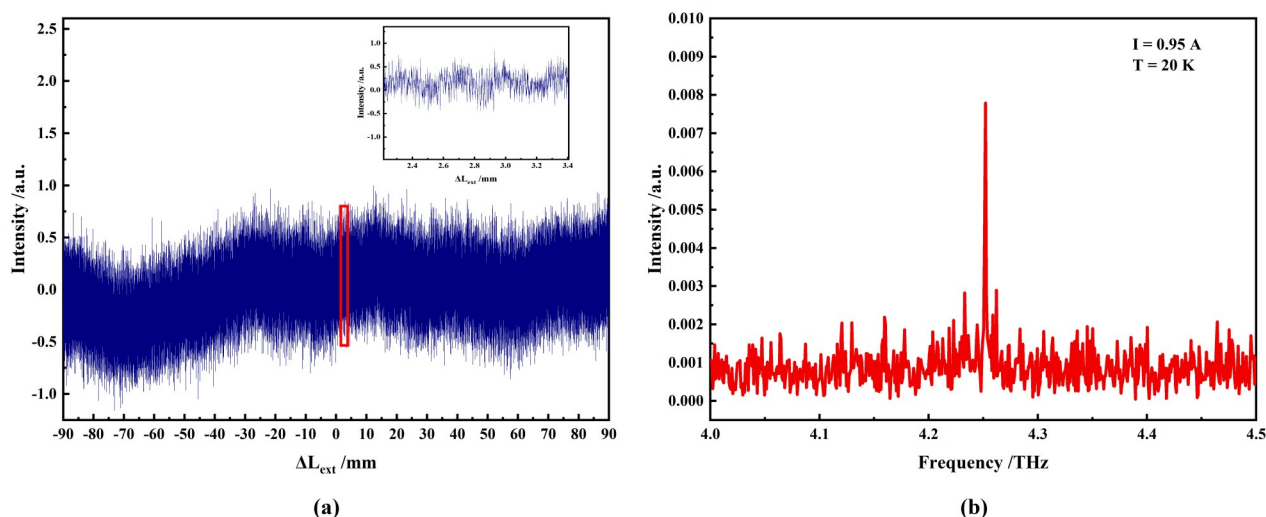 2.5
2.0
1.5
1.0
0.5
0.0
-0.5
-1.0
Intensity /a.u.
-90 -80 -70 -60 -50 -40 -30 -20 -10 0 10 20 30 40 50 60 70 80 90
ΔL_ext /mm
1.0
0.5
0.0
-0.5
-1.0
Intensity /a.u.
2.4 2.6 2.8 3.0 3.2 3.4
ΔL_ext /mm
(a)
0.010
0.009
0.008
0.007
0.006
0.005
0.004
0.003
0.002
0.001
0.000
Intensity /a.u.
I = 0.95 A
T = 20 K
4.0 4.1 4.2 4.3 4.4 4.5
Frequency /THz
(b)